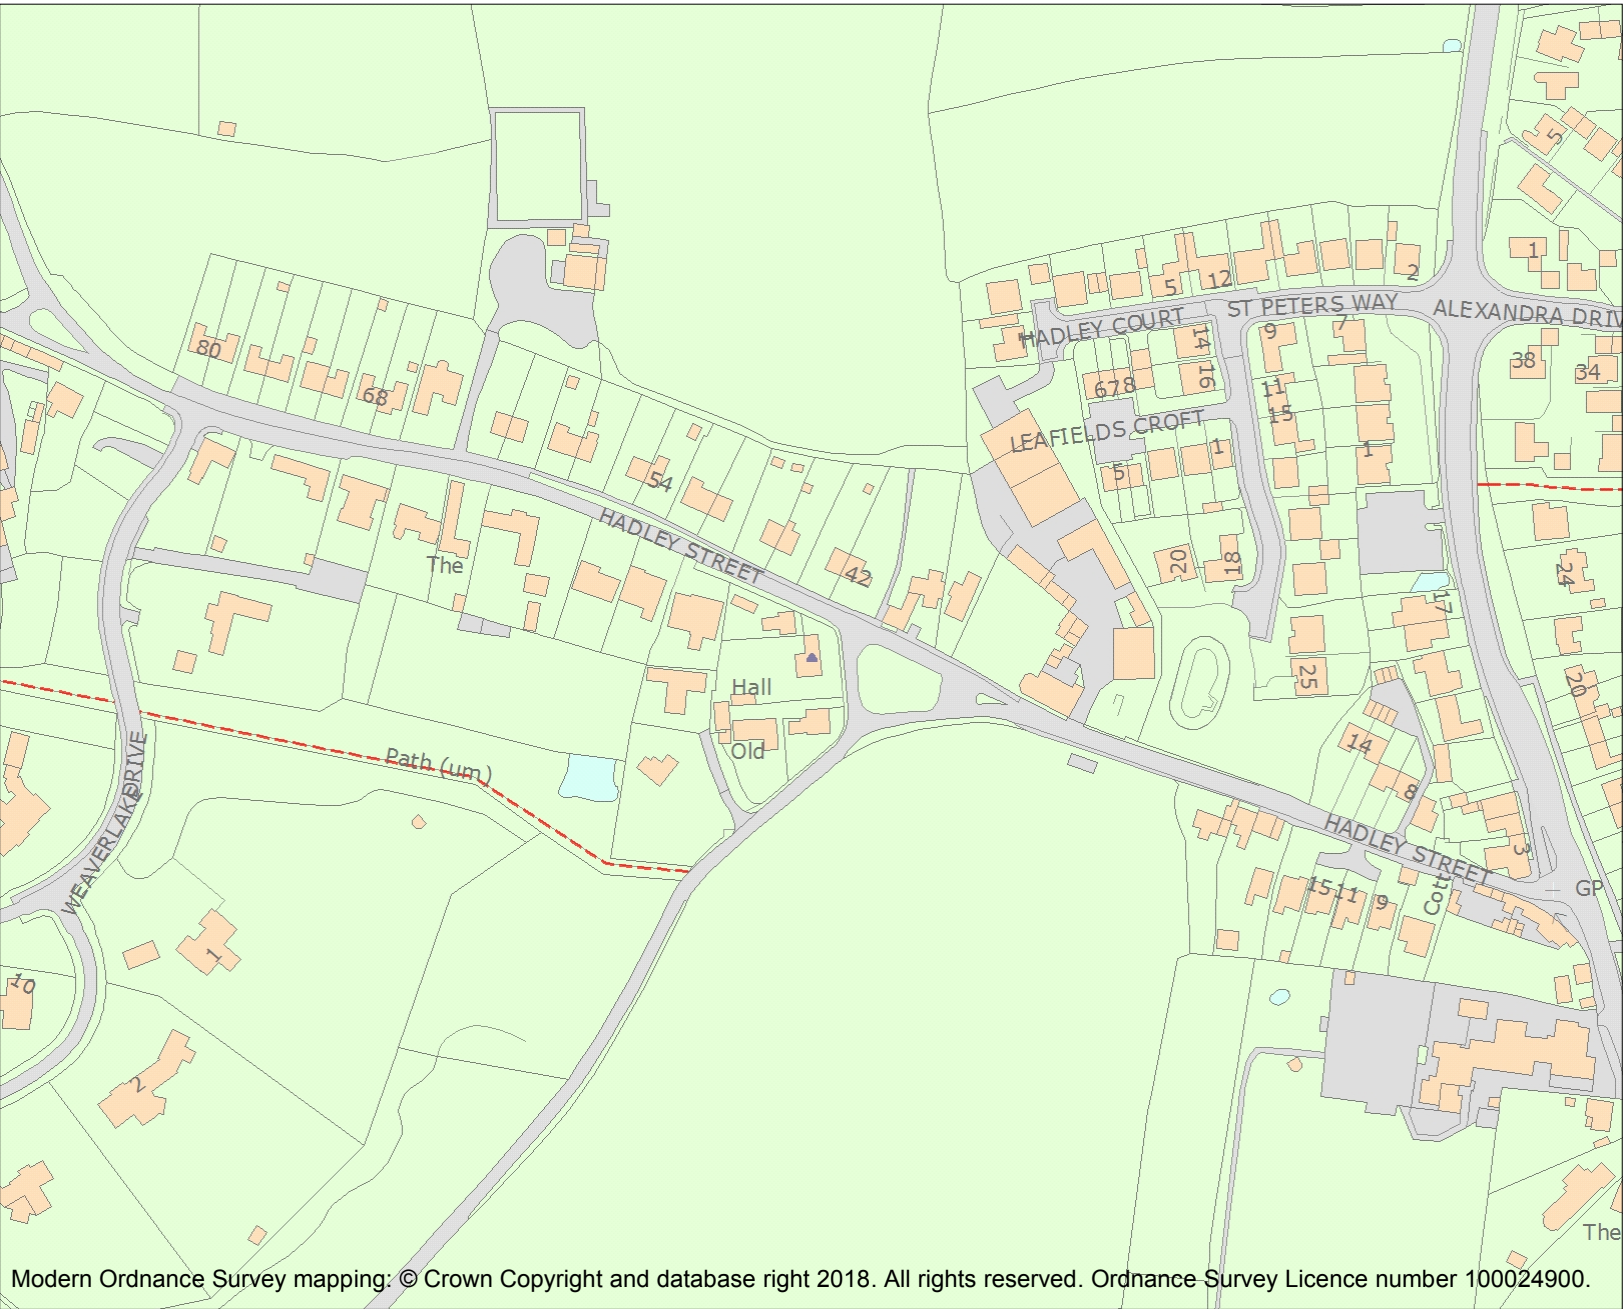 5
1
2
12
5
ST PETERS WAY
ALEXANDRA DRIV
HADLEY COURT
14
9
7
80
38
34
68
678
16
11
15
LEAFIELDS CROFT
1
1
5
54
HADLEY STREET
The
42
20
18
24
17
25
20
Hall
Old
14
Path (um)
8
WEAVERLAKE DRIVE
HADLEY STREET
3
15 11
9
Cott
GP
1
10
2
The
Modern Ordnance Survey mapping: © Crown Copyright and database right 2018. All rights reserved. Ordnance Survey Licence number 100024900.